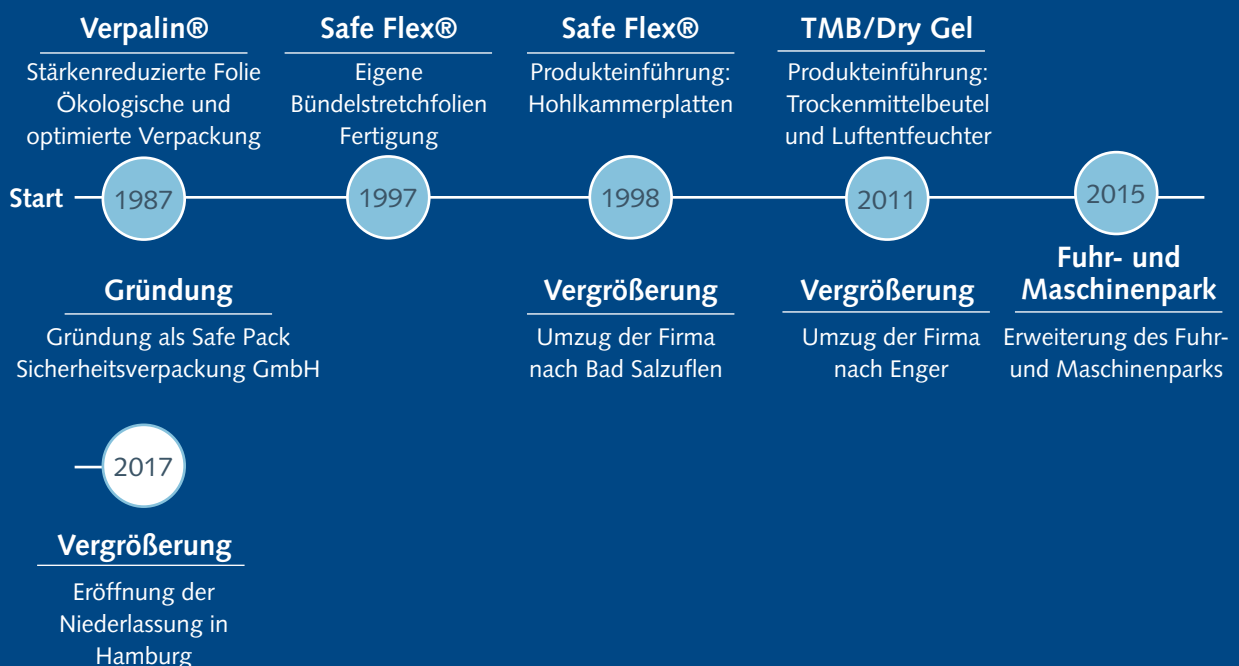 Verpalin®
Stärkenreduzierte Folie
Ökologische und
optimierte Verpackung
Safe Flex®
Eigene
Bündelstretchfolien
Fertigung
Safe Flex®
Produkteinführung:
Hohlkammerplatten
TMB/Dry Gel
Produkteinführung:
Trockenmittelbeutel
und Luftentfeuchter
Start
1987
1997
1998
2011
2015
Gründung
Gründung als Safe Pack
Sicherheitsverpackung GmbH
Vergrößerung
Umzug der Firma
nach Bad Salzuflen
Vergrößerung
Umzug der Firma
nach Enger
Fuhr- und
Maschinenpark
Erweiterung des Fuhr-
und Maschinenparks
2017
Vergrößerung
Eröffnung der
Niederlassung in
Hamburg